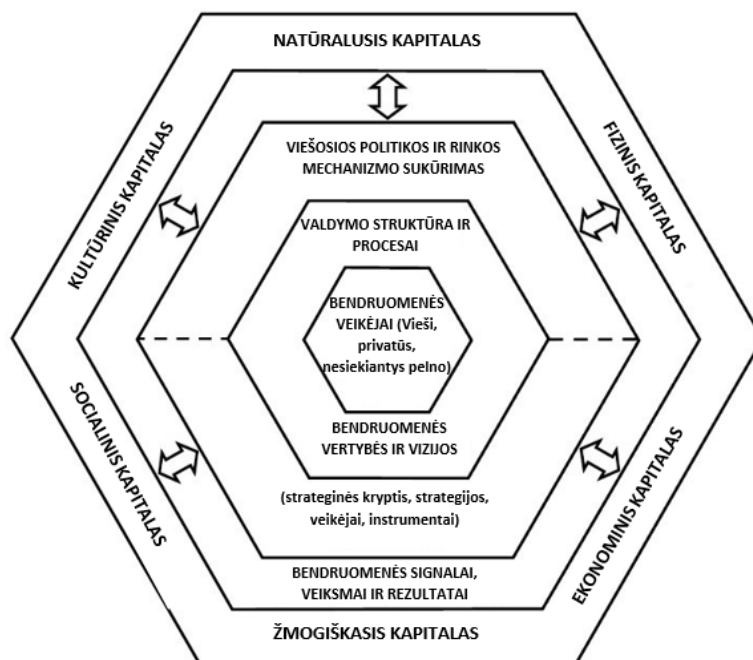 NATŪRALUSIS KAPITALAS
KULTŪRINIS KAPITALAS
FIZINIS KAPITALAS
VIEŠOSIOS POLITIKOS IR RINKOS
MECHANIZMO SUKŪRIMAS
VALDYMO STRUKTŪRA IR
PROCESAI
BENDRUOMENĖS
VEIKĖJAI (Vieši,
privatūs,
nesiekiantys pelno)
BENDRUOMENĖS
VERTYBĖS IR VIZIJOS
(strateginės kryptis, strategijos,
veikėjai, instrumentai)
SOCIALINIS KAPITALAS
EKONOMINIS KAPITALAS
BENDRUOMENĖS SIGNALAI,
VEIKSMAI IR REZULTATAI
ŽMOGIŠKASIS KAPITALAS